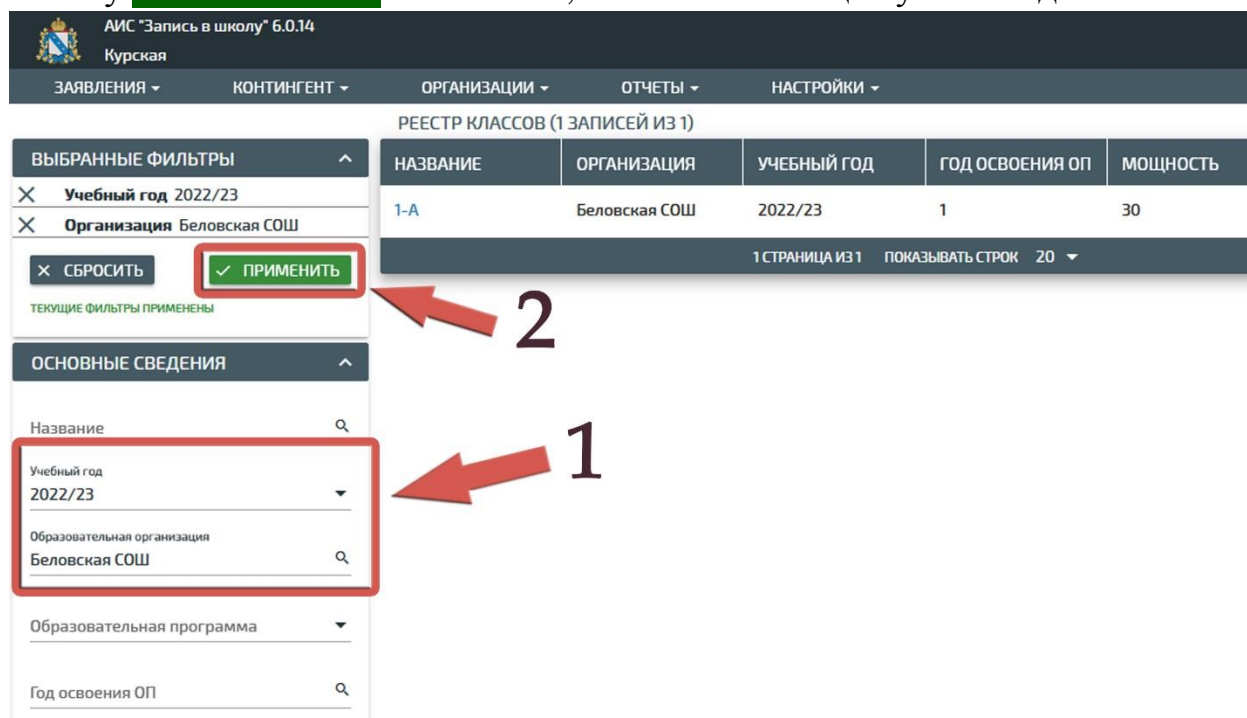 АИС "Запись в школу" 6.0.14
Курская
ЗАЯВЛЕНИЯ КОНТИНГЕНТ ОРГАНИЗАЦИИ ОТЧЕТЫ НАСТРОЙКИ
РЕЕСТР КЛАССОВ (1 ЗАПИСЕЙ ИЗ 1)
ВЫБРАННЫЕ ФИЛЬТРЫ
Учебный год 2022/23
Организация Беловская СОШ
СБРОСИТЬ ПРИМЕНИТЬ
ТЕКУЩИЕ ФИЛЬТРЫ ПРИМЕНЕНЫ
НАЗВАНИЕ ОРГАНИЗАЦИЯ УЧЕБНЫЙ ГОД ГОД ОСВОЕНИЯ ОП МОЩНОСТЬ
1-А Беловская СОШ 2022/23 1 30
1 СТРАНИЦА ИЗ 1 ПОКАЗЫВАТЬ СТРОК 20
2
ОСНОВНЫЕ СВЕДЕНИЯ
Название
Учебный год
2022/23
Образовательная организация
Беловская СОШ
1
Образовательная программа
Год освоения ОП